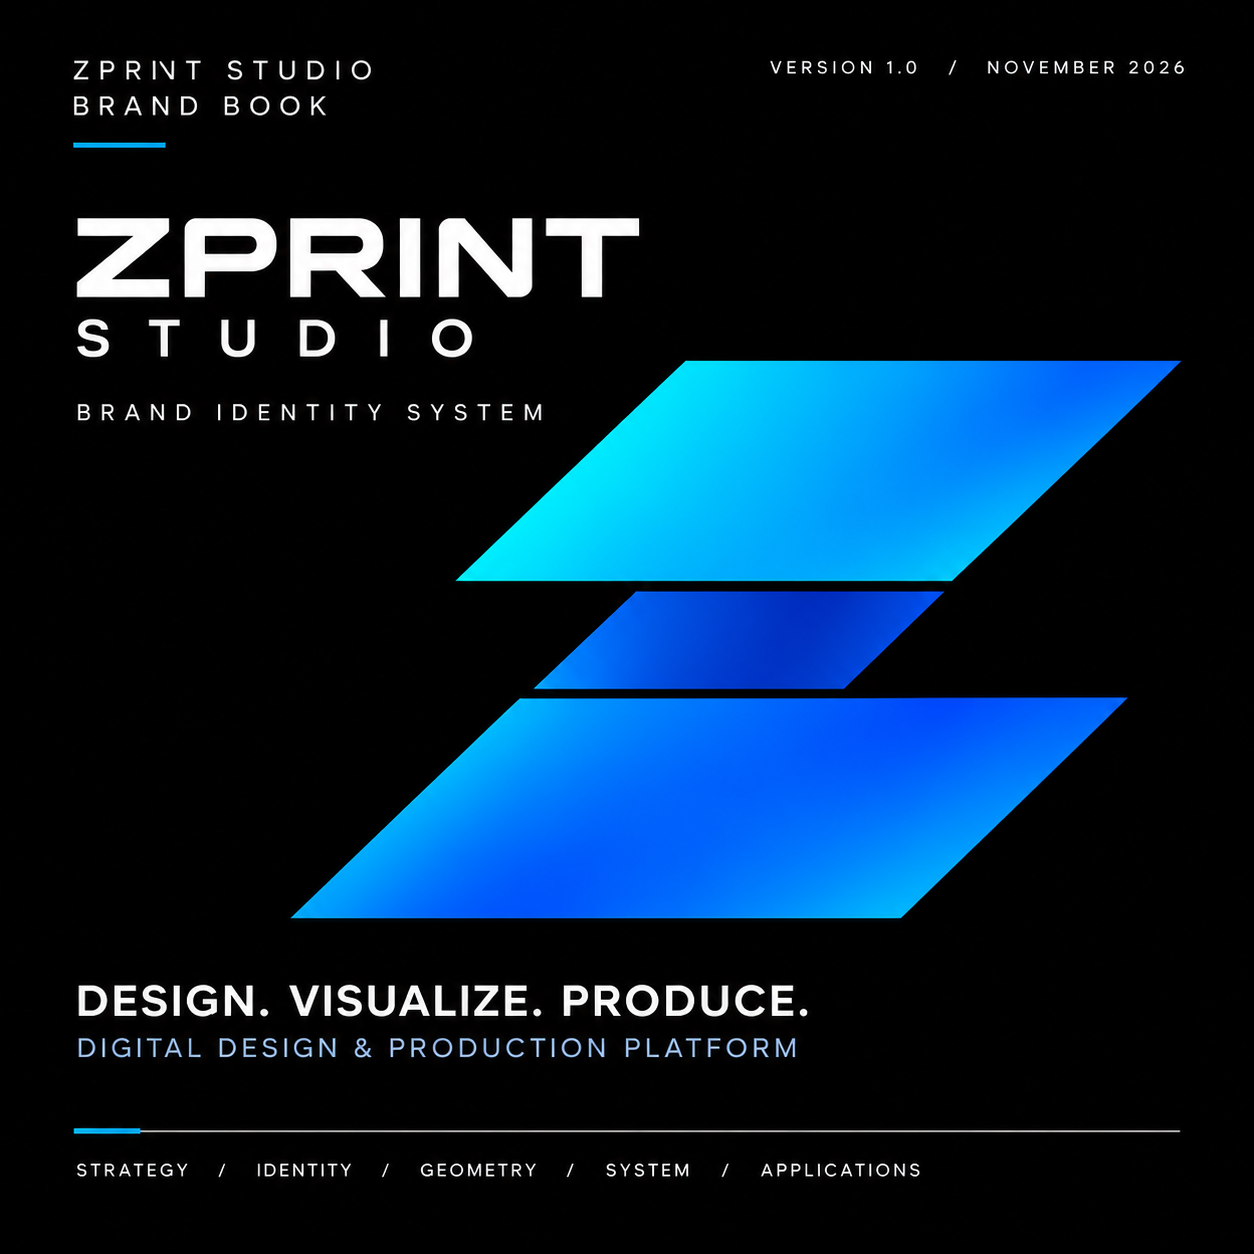 ZPRINT STUDIO
BRAND BOOK
VERSION 1.0 / NOVEMBER 2026
ZPRINT
STUDIO
BRAND IDENTITY SYSTEM
DESIGN. VISUALIZE. PRODUCE.
DIGITAL DESIGN & PRODUCTION PLATFORM
STRATEGY / IDENTITY / GEOMETRY / SYSTEM / APPLICATIONS